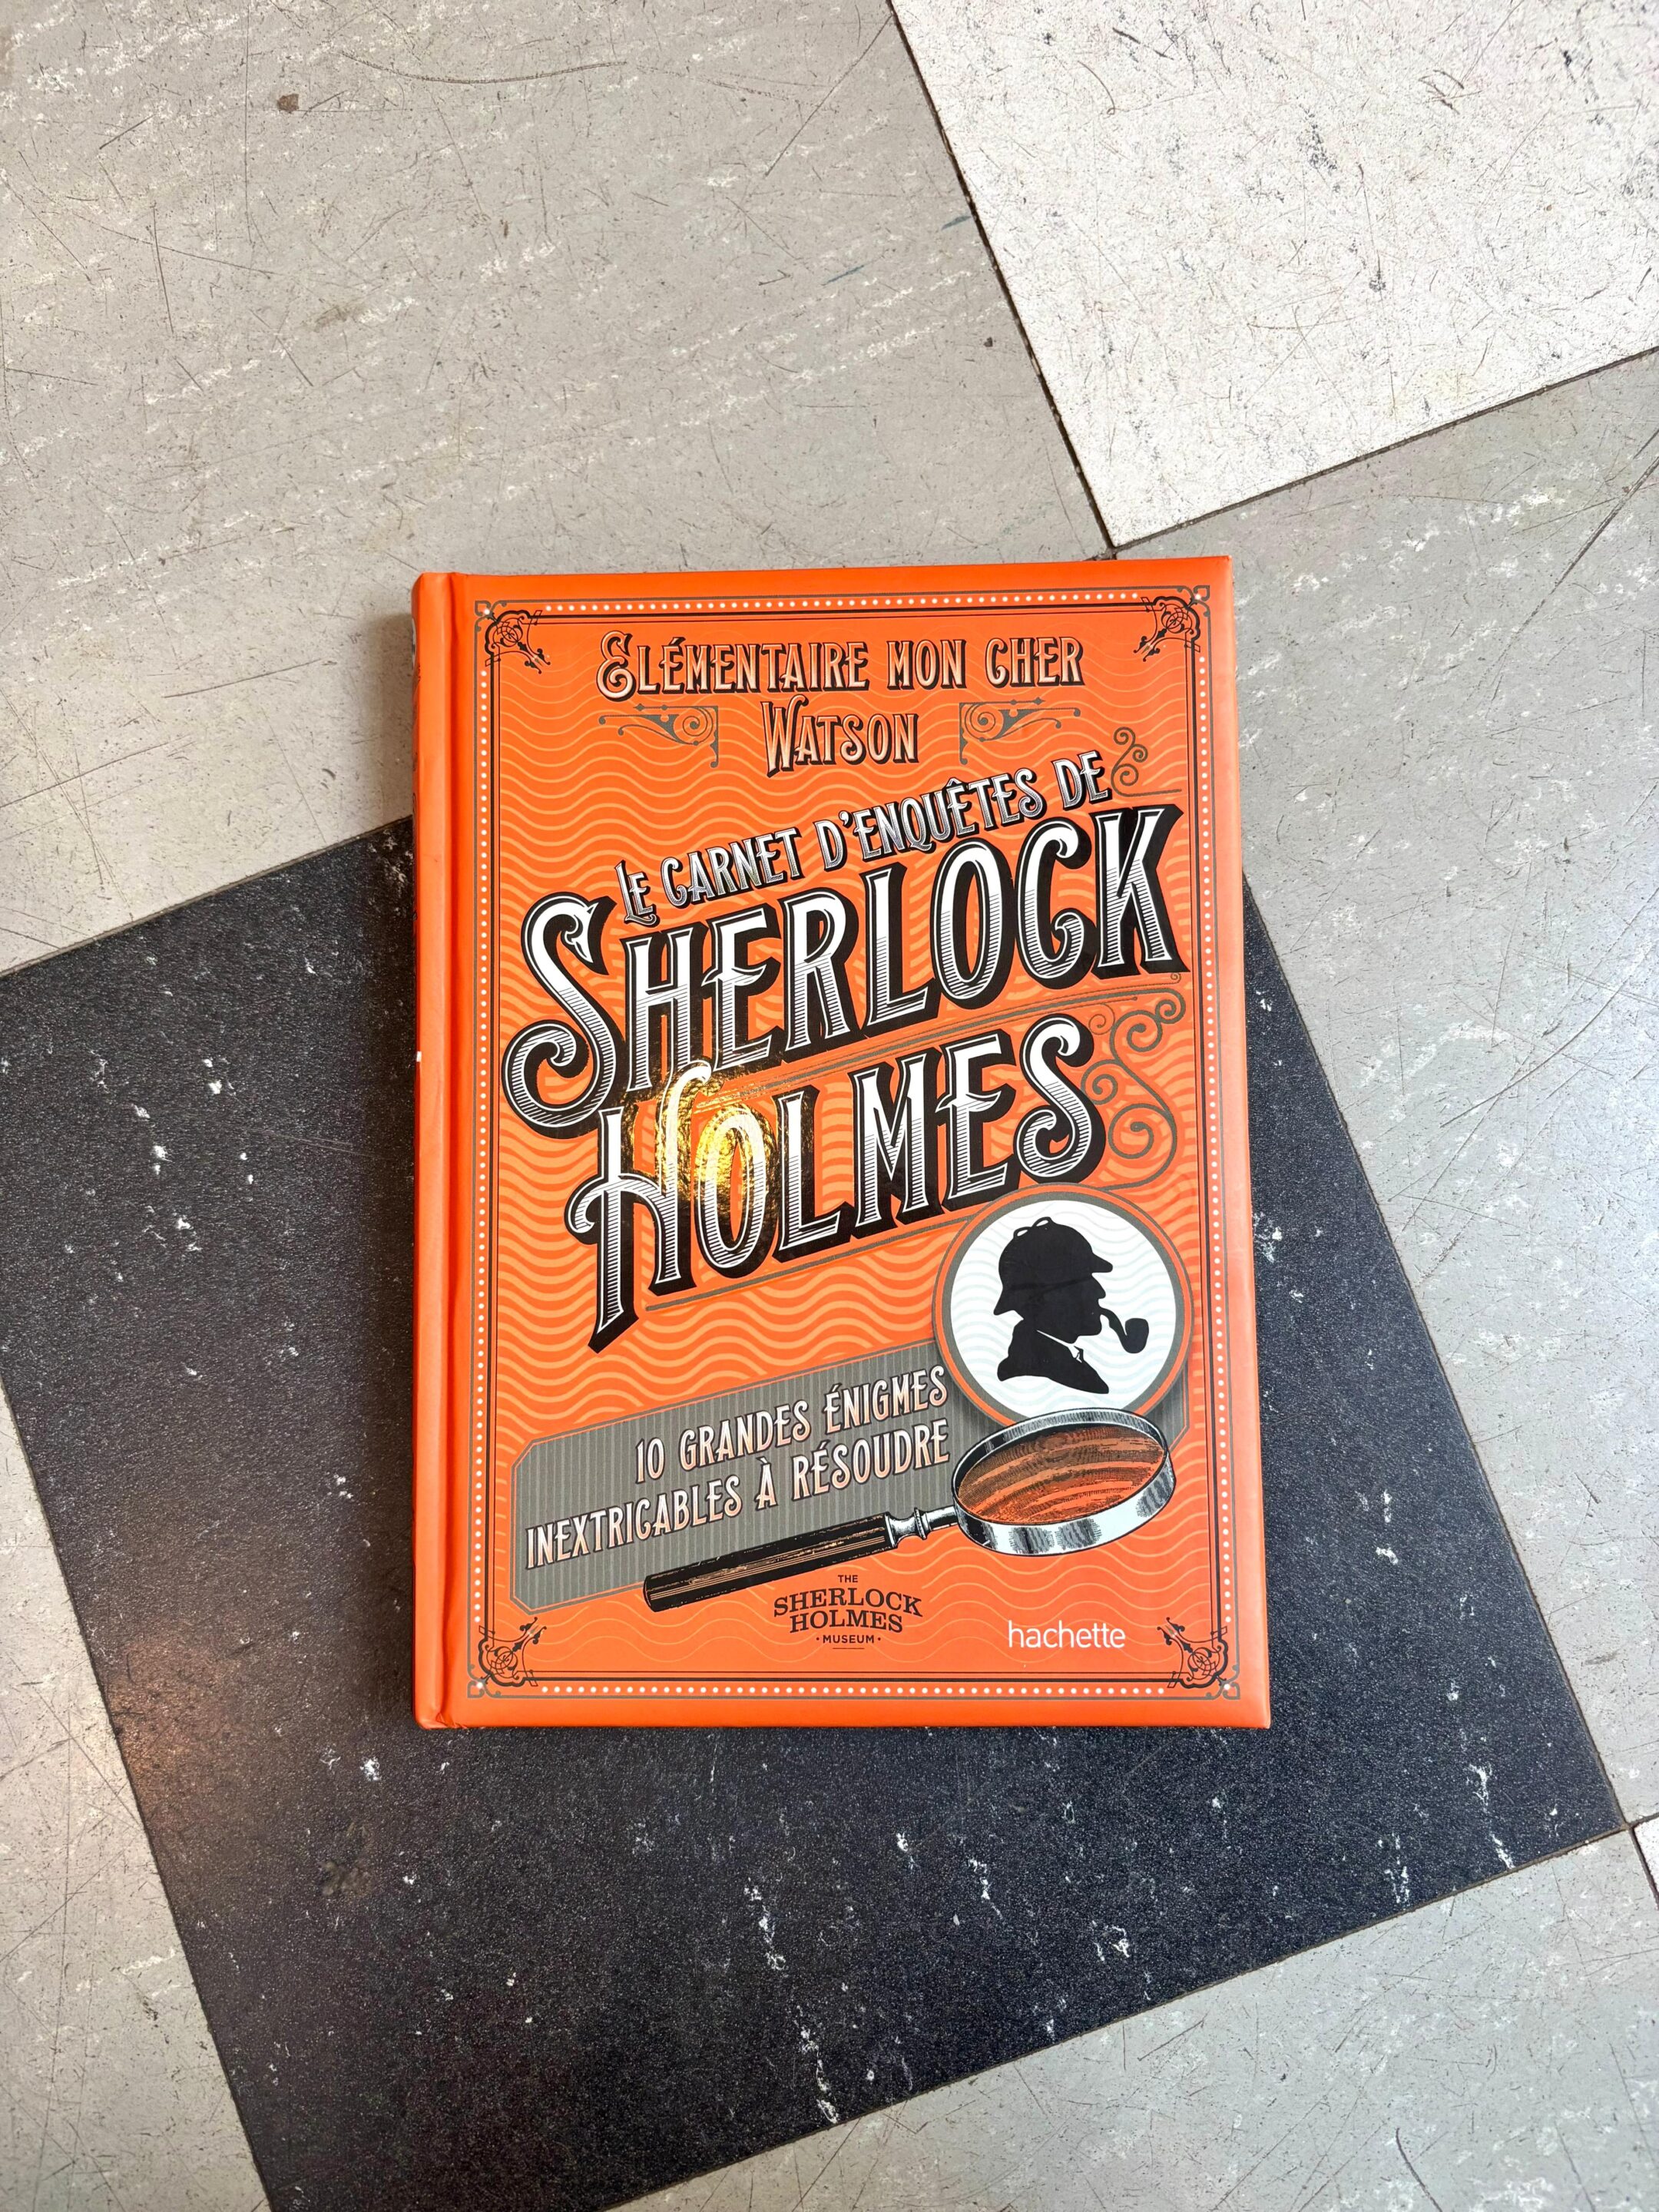 ELÉMENTAIRE MON CHER
WATSON
LE CARNET D'ENQUÊTES DE
SHERLOCK
HOLMES
10 GRANDES ÉNIGMES
INEXTRICABLES À RÉSOUDRE
THE
SHERLOCK
HOLMES
• MUSEUM •
hachette